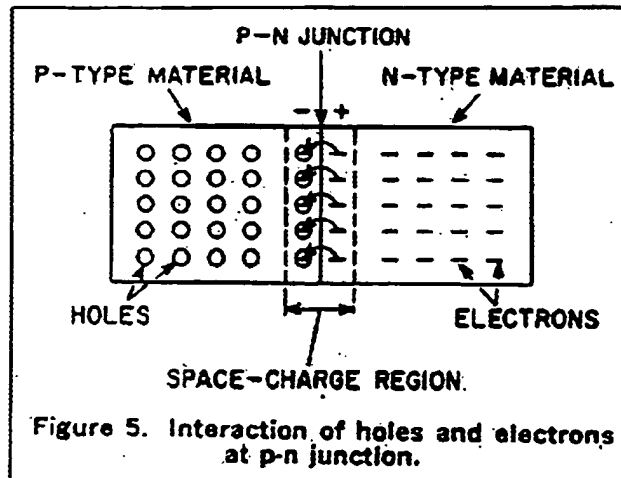 P-N JUNCTION
P-TYPE MATERIAL
N-TYPE MATERIAL
- +
HOLES
ELECTRONS
SPACE-CHARGE REGION.
Figure 5. Interaction of holes and electrons
at p-n junction.